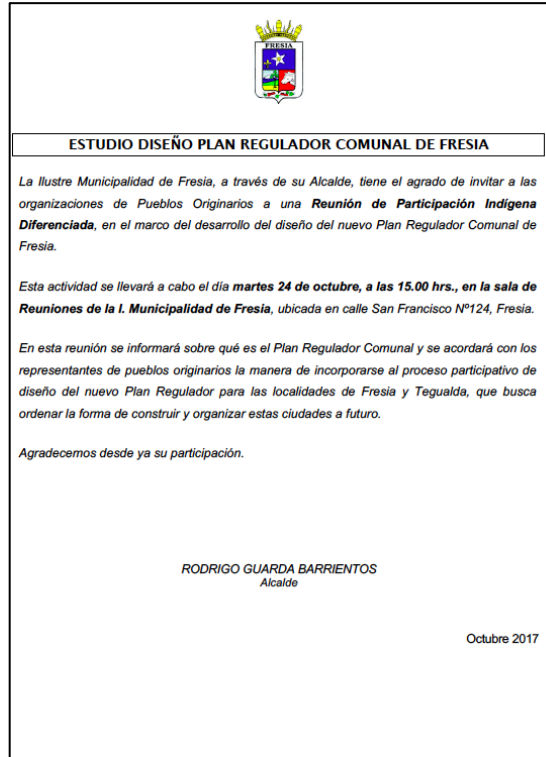 FRESIA
ESTUDIO DISEÑO PLAN REGULADOR COMUNAL DE FRESIA
La Ilustre Municipalidad de Fresia, a través de su Alcalde, tiene el agrado de invitar a las
organizaciones de Pueblos Originarios a una Reunión de Participación Indígena
Diferenciada, en el marco del desarrollo del diseño del nuevo Plan Regulador Comunal de
Fresia.
Esta actividad se llevará a cabo el día martes 24 de octubre, a las 15.00 hrs., en la sala de
Reuniones de la I. Municipalidad de Fresia, ubicada en calle San Francisco Nº124, Fresia.
En esta reunión se informará sobre qué es el Plan Regulador Comunal y se acordará con los
representantes de pueblos originarios la manera de incorporarse al proceso participativo de
diseño del nuevo Plan Regulador para las localidades de Fresia y Tegualda, que busca
ordenar la forma de construir y organizar estas ciudades a futuro.
Agradecemos desde ya su participación.
RODRIGO GUARDA BARRIENTOS
Alcalde
Octubre 2017